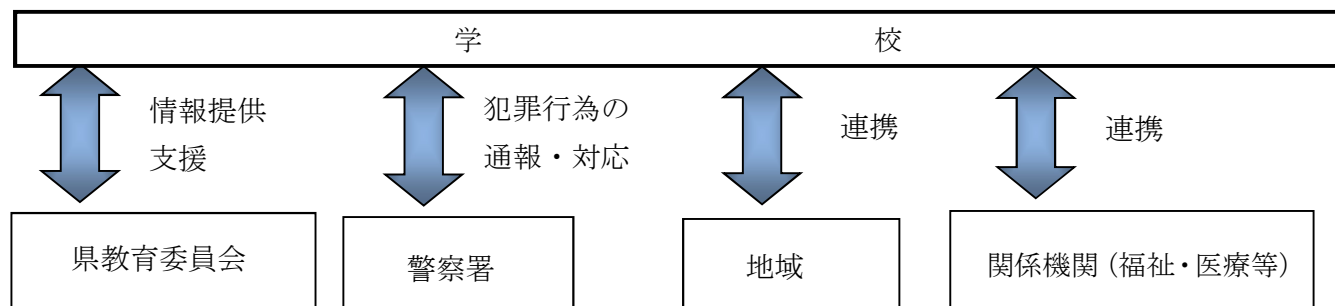 学校
情報提供
支援
犯罪行為の
通報・対応
連携
連携
県教育委員会
警察署
地域
関係機関（福祉・医療等）